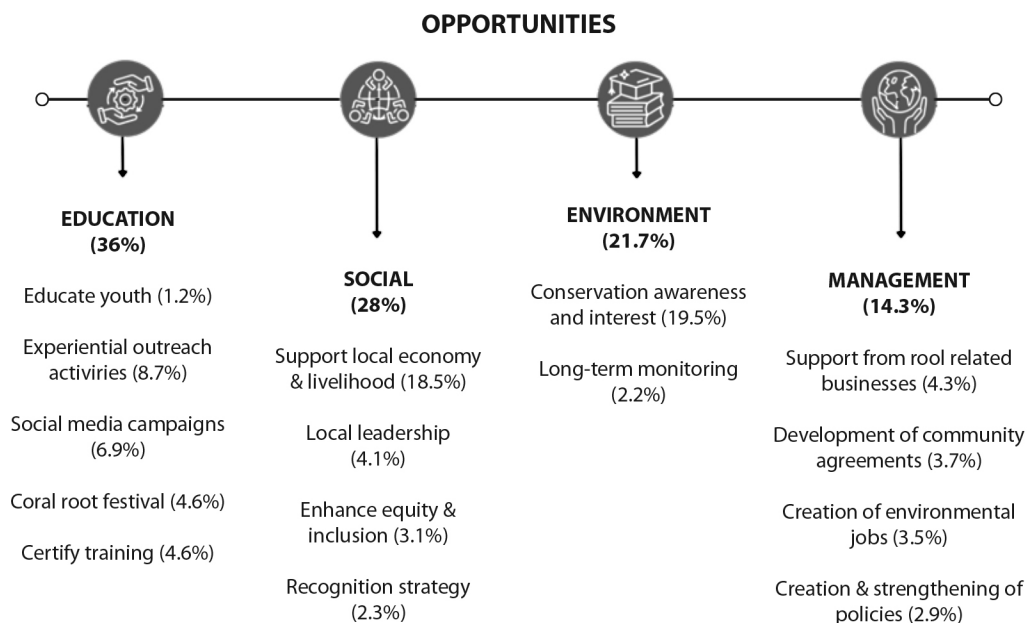 OPPORTUNITIES
EDUCATION
(36%)
Educate youth (1.2%)
Experiential outreach
activiries (8.7%)
Social media campaigns
(6.9%)
Coral root festival (4.6%)
Certify training (4.6%)
SOCIAL
(28%)
Support local economy
& livelihood (18.5%)
Local leadership
(4.1%)
Enhance equity &
inclusion (3.1%)
Recognition strategy
(2.3%)
ENVIRONMENT
(21.7%)
Conservation awareness
and interest (19.5%)
Long-term monitoring
(2.2%)
MANAGEMENT
(14.3%)
Support from rool related
businesses (4.3%)
Development of community
agreements (3.7%)
Creation of environmental
jobs (3.5%)
Creation & strengthening of
policies (2.9%)